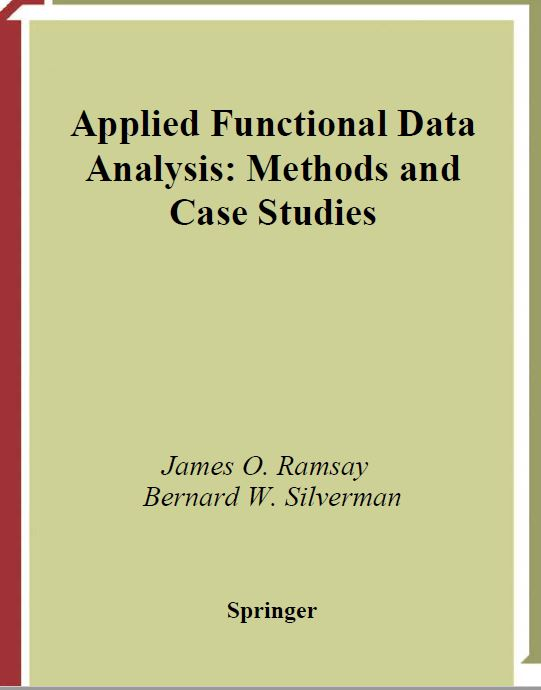 Applied Functional Data
Analysis: Methods and
Case Studies
James O. Ramsay
Bernard W. Silverman
Springer